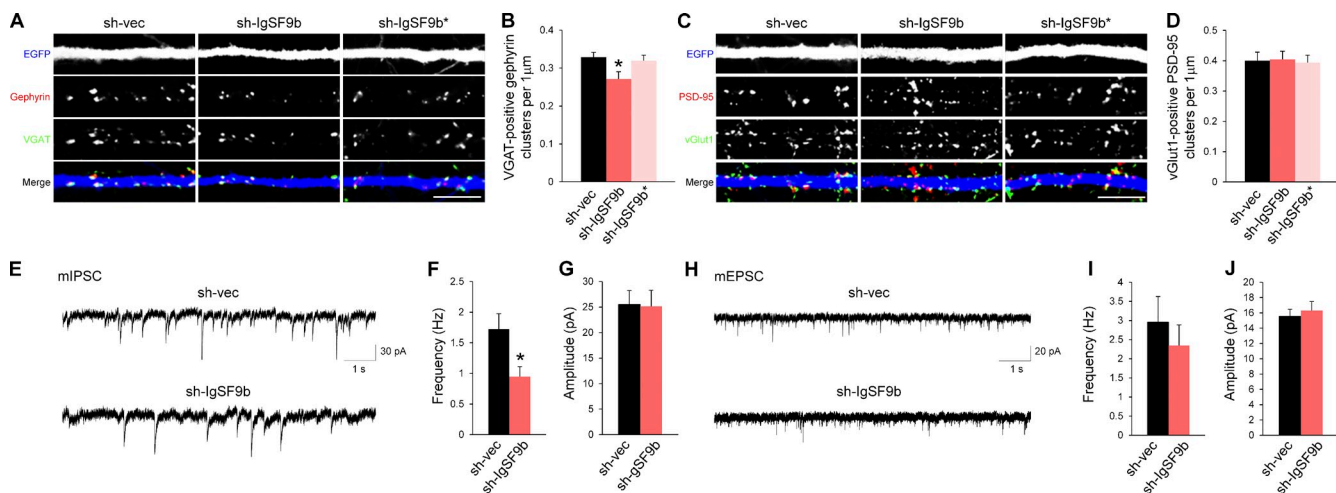 A
sh-vec
sh-IgSF9b
sh-IgSF9b*
EGFP
Gephyrin
VGAT
Merge
B
VGAT-positive gephyrin
clusters per 1μm
0.4
0.3
0.2
0.1
0
sh-vec
sh-IgSF9b
sh-IgSF9b*
*
C
sh-vec
sh-IgSF9b
sh-IgSF9b*
EGFP
PSD-95
vGlut1
Merge
D
vGlut1-positive PSD-95
clusters per 1μm
0.5
0.4
0.3
0.2
0.1
0
sh-vec
sh-IgSF9b
sh-IgSF9b*
E
mIPSC
sh-vec
30 pA
1 s
sh-IgSF9b
F
Frequency (Hz)
2
1.5
1
0.5
0
*
sh-vec
sh-IgSF9b
G
Amplitude (pA)
30
25
20
15
10
5
0
sh-vec
sh-gSF9b
H
mEPSC
sh-vec
20 pA
1 s
sh-IgSF9b
I
Frequency (Hz)
4
3.5
3
2.5
2
1.5
1
0.5
0
sh-vec
sh-IgSF9b
J
Amplitude (pA)
18
16
14
12
10
8
6
4
2
0
sh-vec
sh-IgSF9b